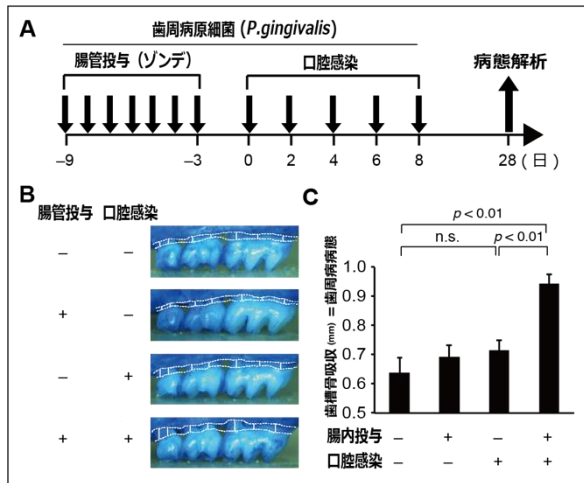 A
歯周病原細菌 (P.gingivalis)
腸管投与 (ゾンデ)
口腔感染
病態解析
–9
–3
0
2
4
6
8
28 (日)
B
腸管投与 口腔感染
– –
+ –
– +
+ +
C
p < 0.01
n.s.
p < 0.01
歯槽骨吸収 (mm) = 歯周病病態
1.0
0.9
0.8
0.7
0.6
0.5
腸内投与 – + – +
口腔感染 – – + +